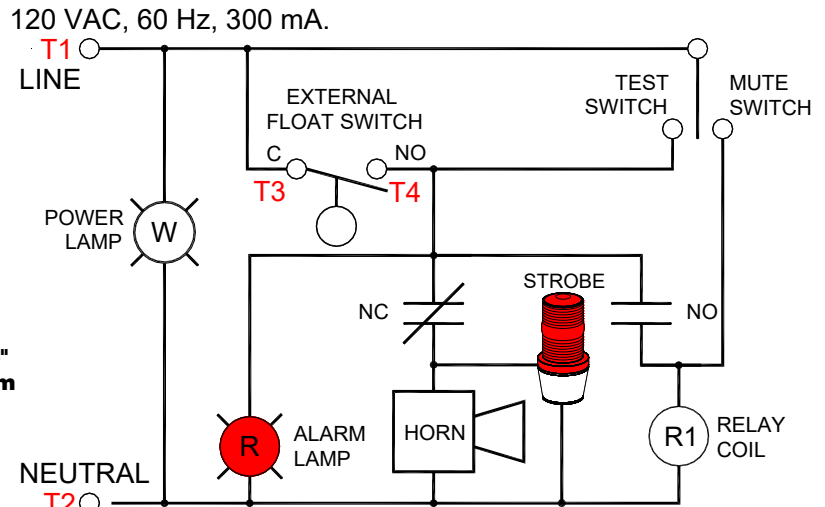 120 VAC, 60 Hz, 300 mA.
T1
LINE
EXTERNAL
FLOAT SWITCH
TEST
SWITCH
MUTE
SWITCH
C
NO
T3
T4
POWER
LAMP
W
STROBE
NC
NO
"
m
R
ALARM
LAMP
HORN
R1
RELAY
COIL
NEUTRAL
T2